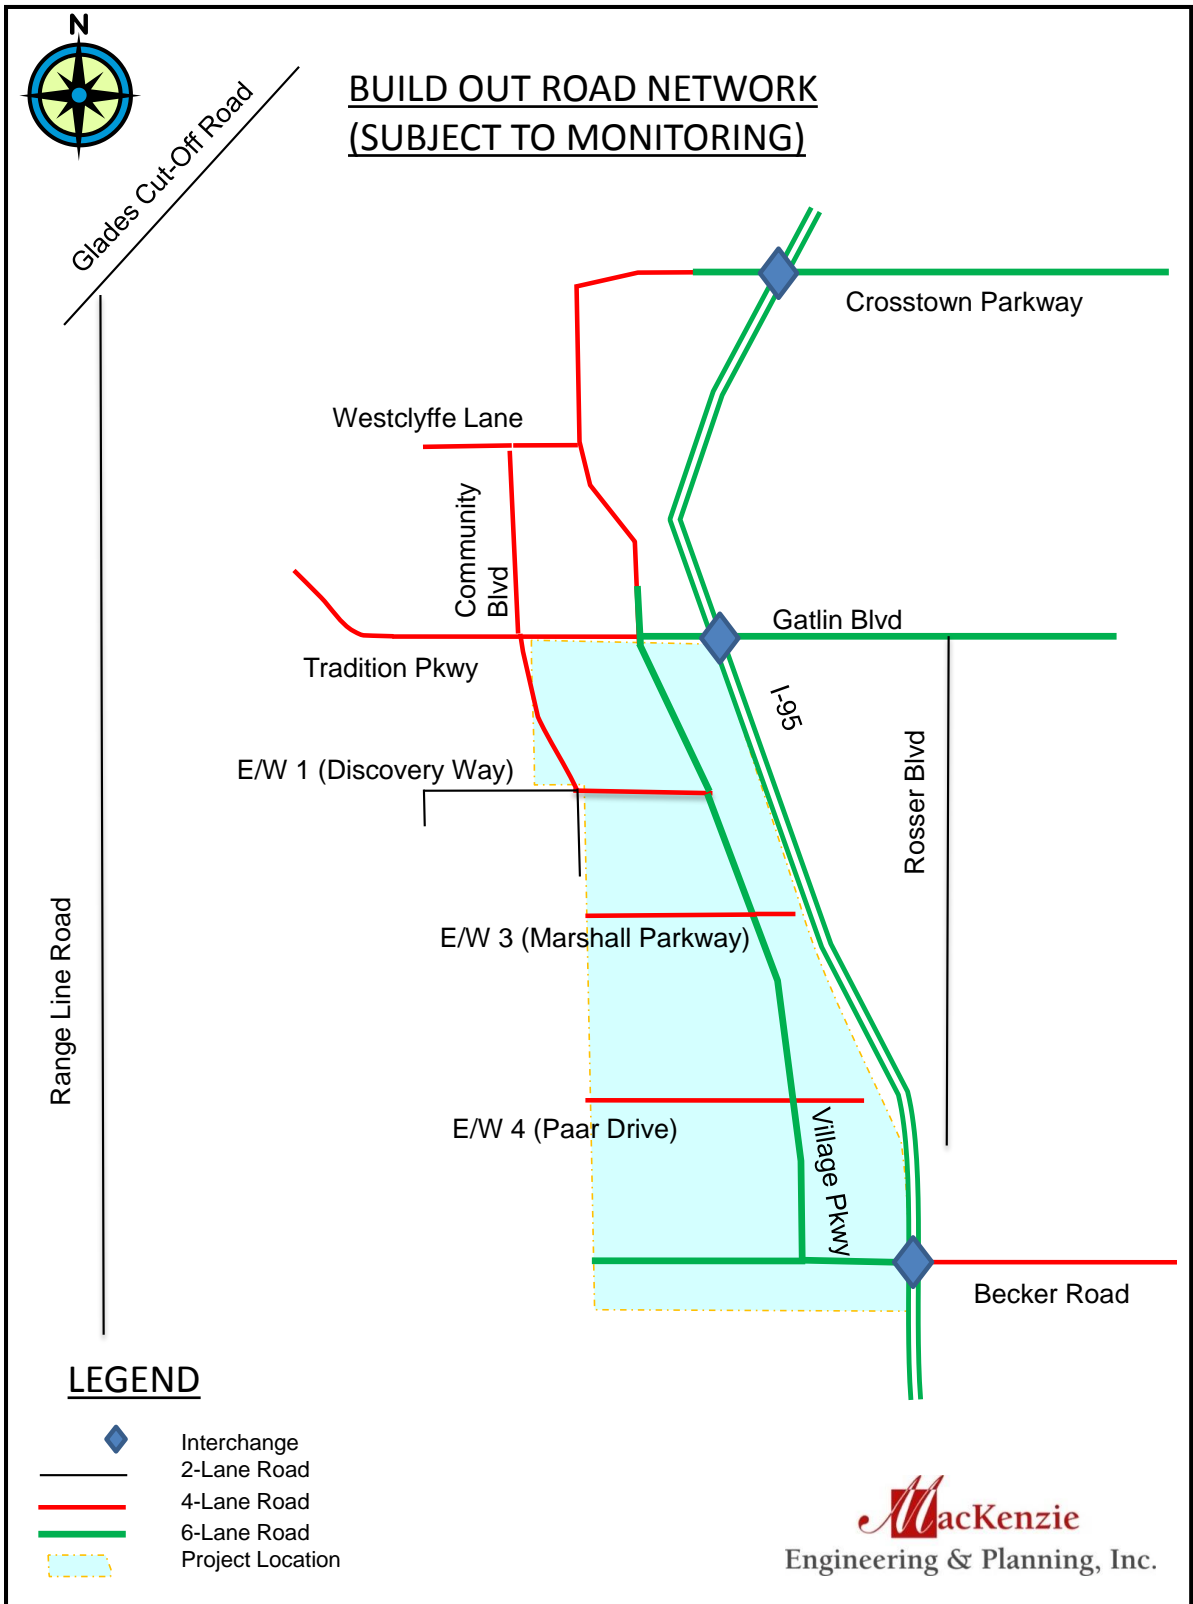 N
BUILD OUT ROAD NETWORK
(SUBJECT TO MONITORING)
Glades Cut-Off Road
Crosstown Parkway
Westclyffe Lane
Community
Blvd
Gatlin Blvd
Tradition Pkwy
I-95
E/W 1 (Discovery Way)
Rosser Blvd
Range Line Road
E/W 3 (Marshall Parkway)
E/W 4 (Paar Drive)
Village Pkwy
Becker Road
LEGEND
Interchange
2-Lane Road
4-Lane Road
6-Lane Road
Project Location
MacKenzie
Engineering & Planning, Inc.